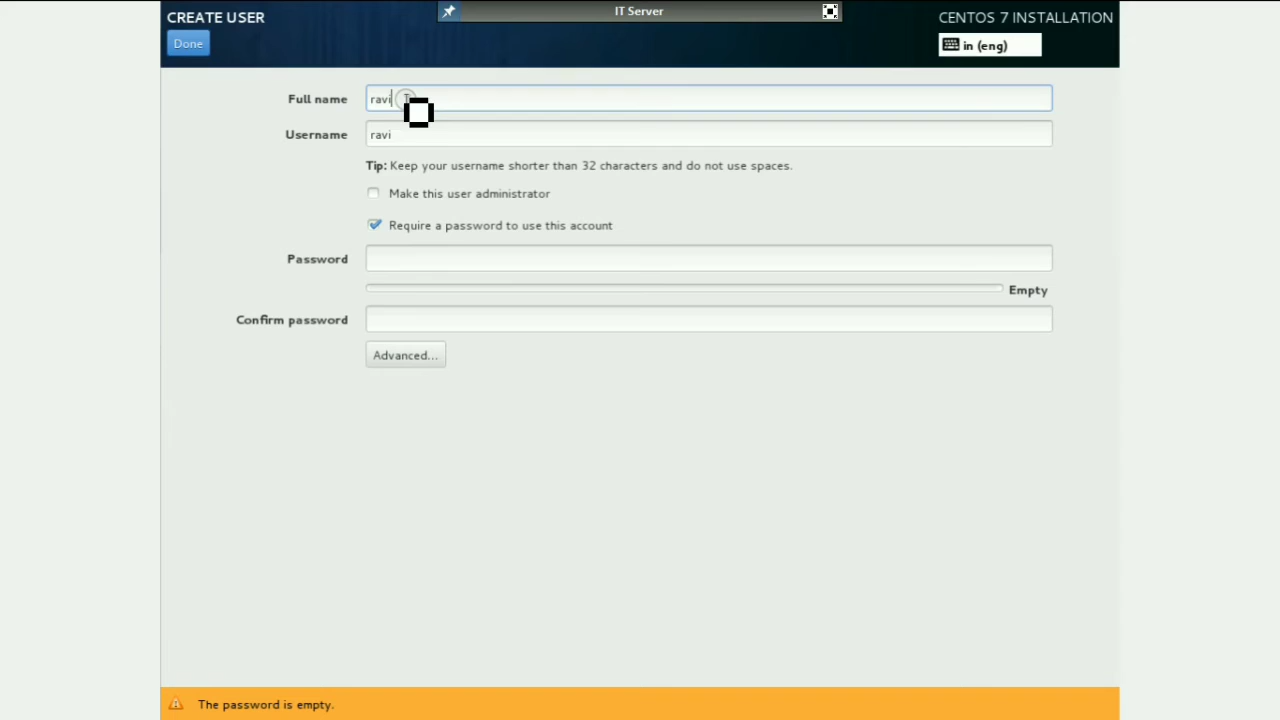 IT Server
CREATE USER
CENTOS 7 INSTALLATION
Done
in (eng)
Full name
ravi
Username
ravi
Tip: Keep your username shorter than 32 characters and do not use spaces.
Make this user administrator
Require a password to use this account
Password
Empty
Confirm password
Advanced...
The password is empty.